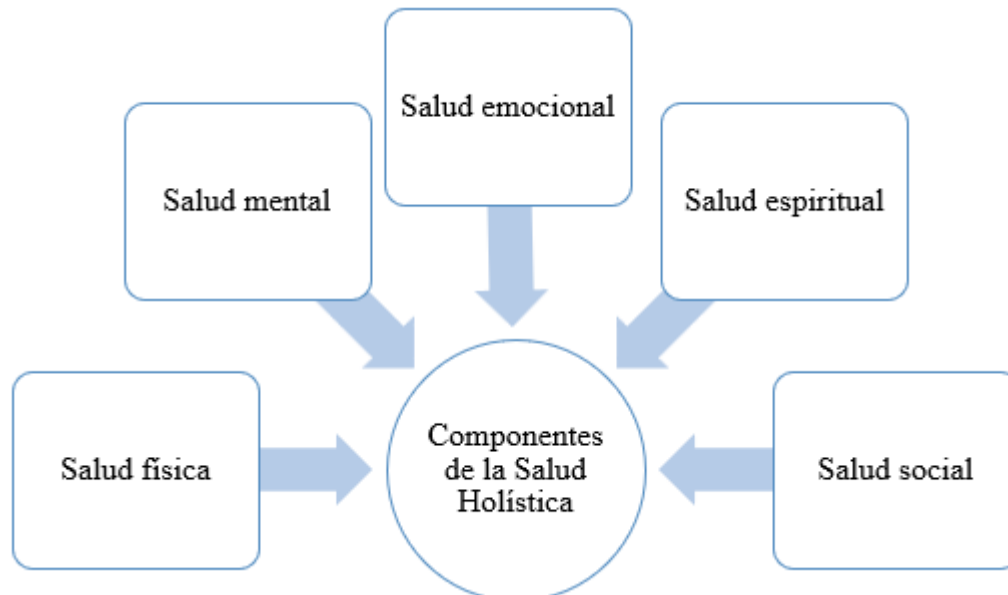 Salud emocional
Salud mental
Salud espiritual
Salud física
Componentes
de la Salud
Holística
Salud social